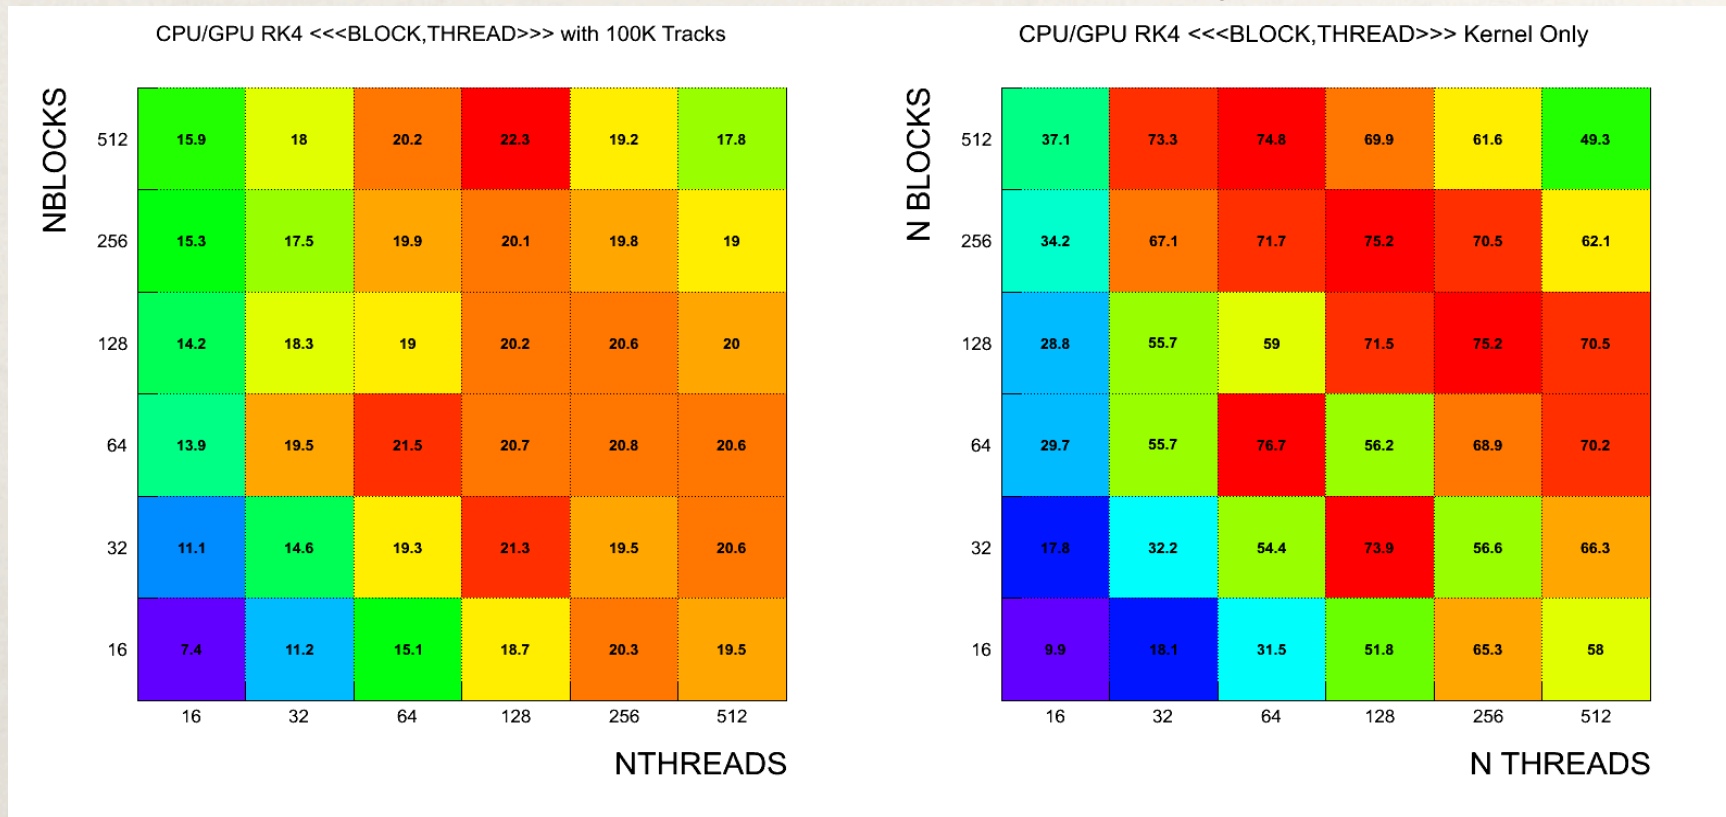 CPU/GPU RK4 <<<BLOCK,THREAD>>> with 100K Tracks
NBLOCKS
512 15.9 18 20.2 22.3 19.2 17.8
256 15.3 17.5 19.9 20.1 19.8 19
128 14.2 18.3 19 20.2 20.6 20
64 13.9 19.5 21.5 20.7 20.8 20.6
32 11.1 14.6 19.3 21.3 19.5 20.6
16 7.4 11.2 15.1 18.7 20.3 19.5
16 32 64 128 256 512
NTHREADS
CPU/GPU RK4 <<<BLOCK,THREAD>>> Kernel Only
N BLOCKS
512 37.1 73.3 74.8 69.9 61.6 49.3
256 34.2 67.1 71.7 75.2 70.5 62.1
128 28.8 55.7 59 71.5 75.2 70.5
64 29.7 55.7 76.7 56.2 68.9 70.2
32 17.8 32.2 54.4 73.9 56.6 66.3
16 9.9 18.1 31.5 51.8 65.3 58
16 32 64 128 256 512
N THREADS